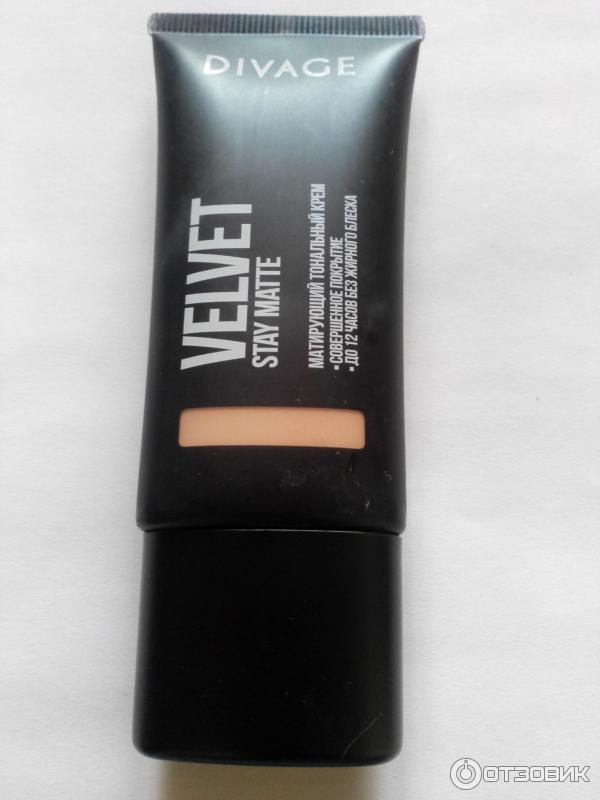 DIVAGE
VELVET
STAY MATTE
МАТИРУЮЩИЙ ТОНАЛЬНЫЙ КРЕМ
▪ СОВЕРШЕННОЕ ПОКРЫТИЕ
▪ ДО 12 ЧАСОВ БЕЗ ЖИРНОГО БЛЕСКА
ОТЗОВИК